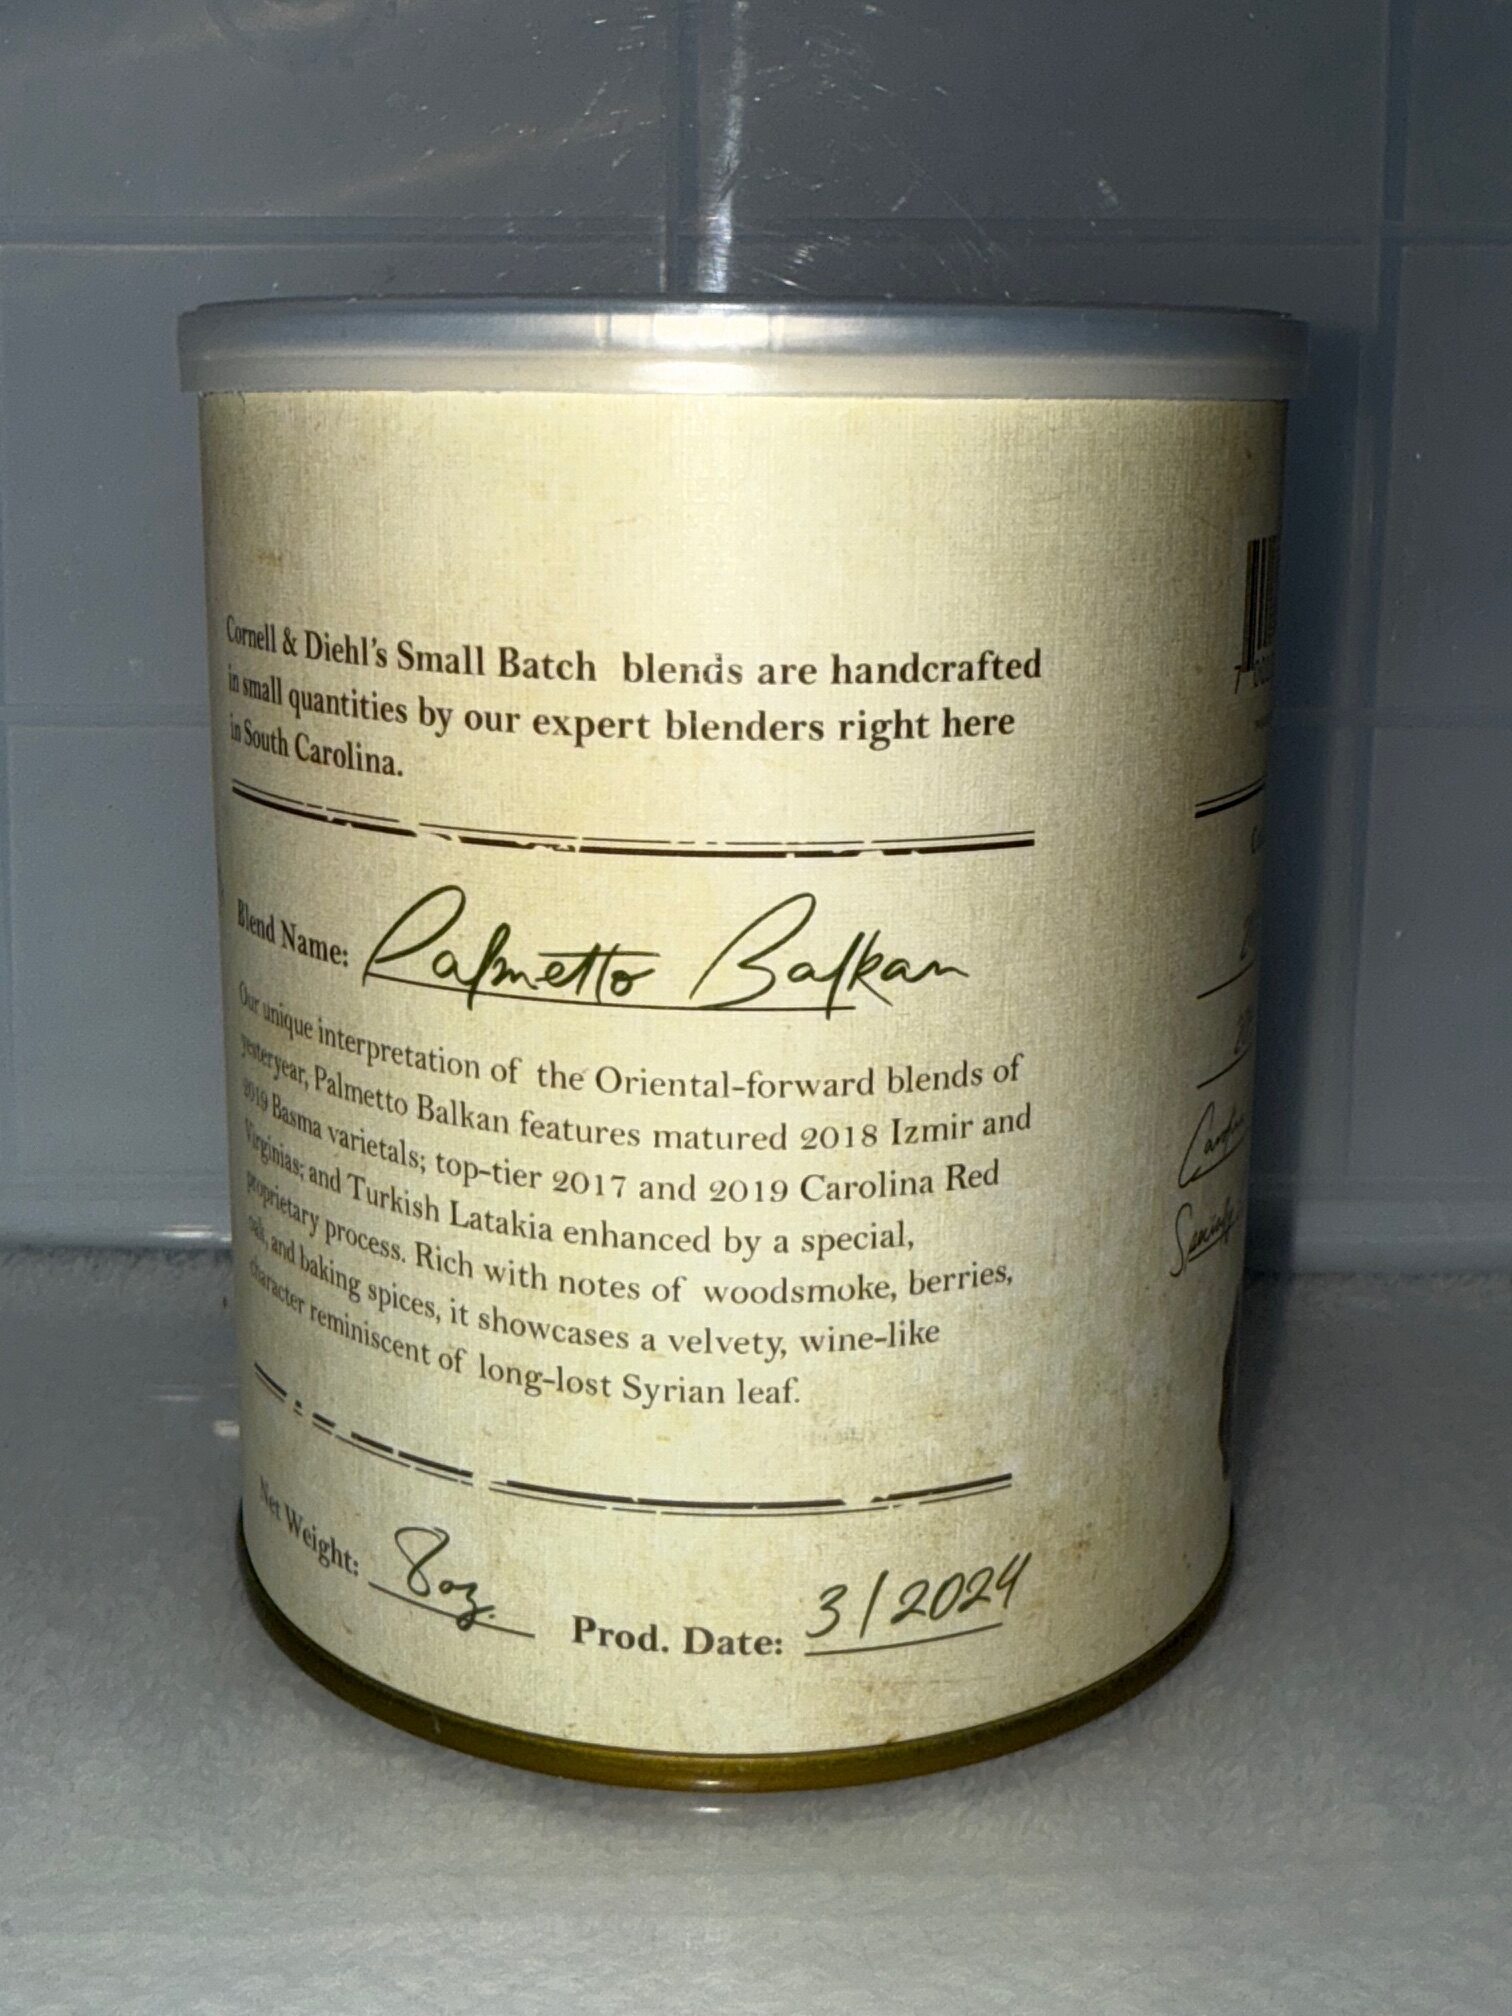 Cornell & Diehl's Small Batch blends are handcrafted
in small quantities by our expert blenders right here
in South Carolina.
Blend Name: Palmetto Balkan
Our unique interpretation of the Oriental-forward blends of
yesteryear, Palmetto Balkan features matured 2018 Izmir and
2019 Basma varietals; top-tier 2017 and 2019 Carolina Red
Virginias; and Turkish Latakia enhanced by a special,
proprietary process. Rich with notes of woodsmoke, berries,
oak, and baking spices, it showcases a velvety, wine-like
character reminiscent of long-lost Syrian leaf.
Net Weight: 8oz. Prod. Date: 3/2024